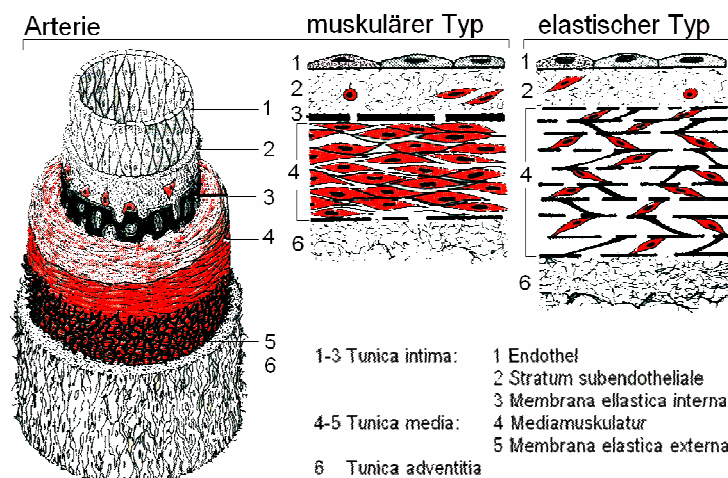 Arterie
muskulärer Typ
elastischer Typ
1
2
3
4
5
6
1
2
3
4
6
1
2
4
6
1-3 Tunica intima: 1 Endothel
2 Stratum subendotheliale
3 Membrana ellastica interna
4-5 Tunica media: 4 Mediamuskulatur
5 Membrana elastica externa
6 Tunica adventitia